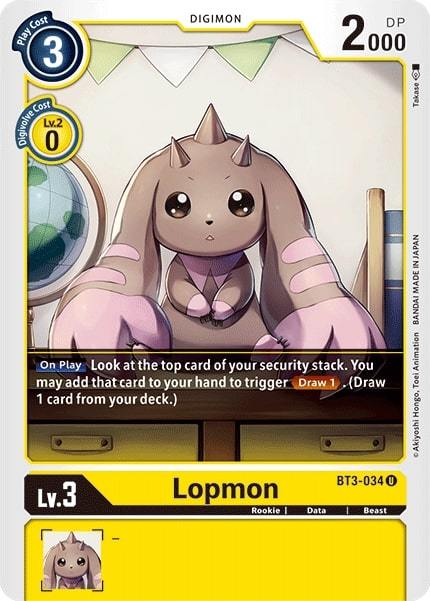 DIGIMON
Play Cost
3
DP
2000
Digivolve Cost
Lv.2
0
Takase
On Play Look at the top card of your security stack. You
may add that card to your hand to trigger Draw 1. (Draw
1 card from your deck.)
© Akiyoshi Hongo, Toei Animation BANDAI MADE IN JAPAN
Lv.3
Lopmon
BT3-034 U
Rookie | Data | Beast
–